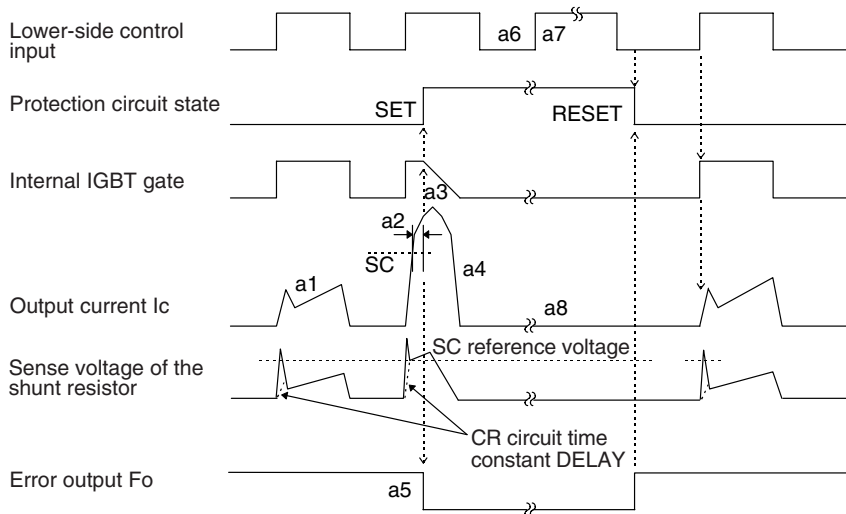 Lower-side control
input
a6
a7
Protection circuit state
SET
RESET
Internal IGBT gate
a3
a2
SC
a4
Output current Ic
a1
a8
SC reference voltage
Sense voltage of the
shunt resistor
CR circuit time
constant DELAY
Error output Fo
a5